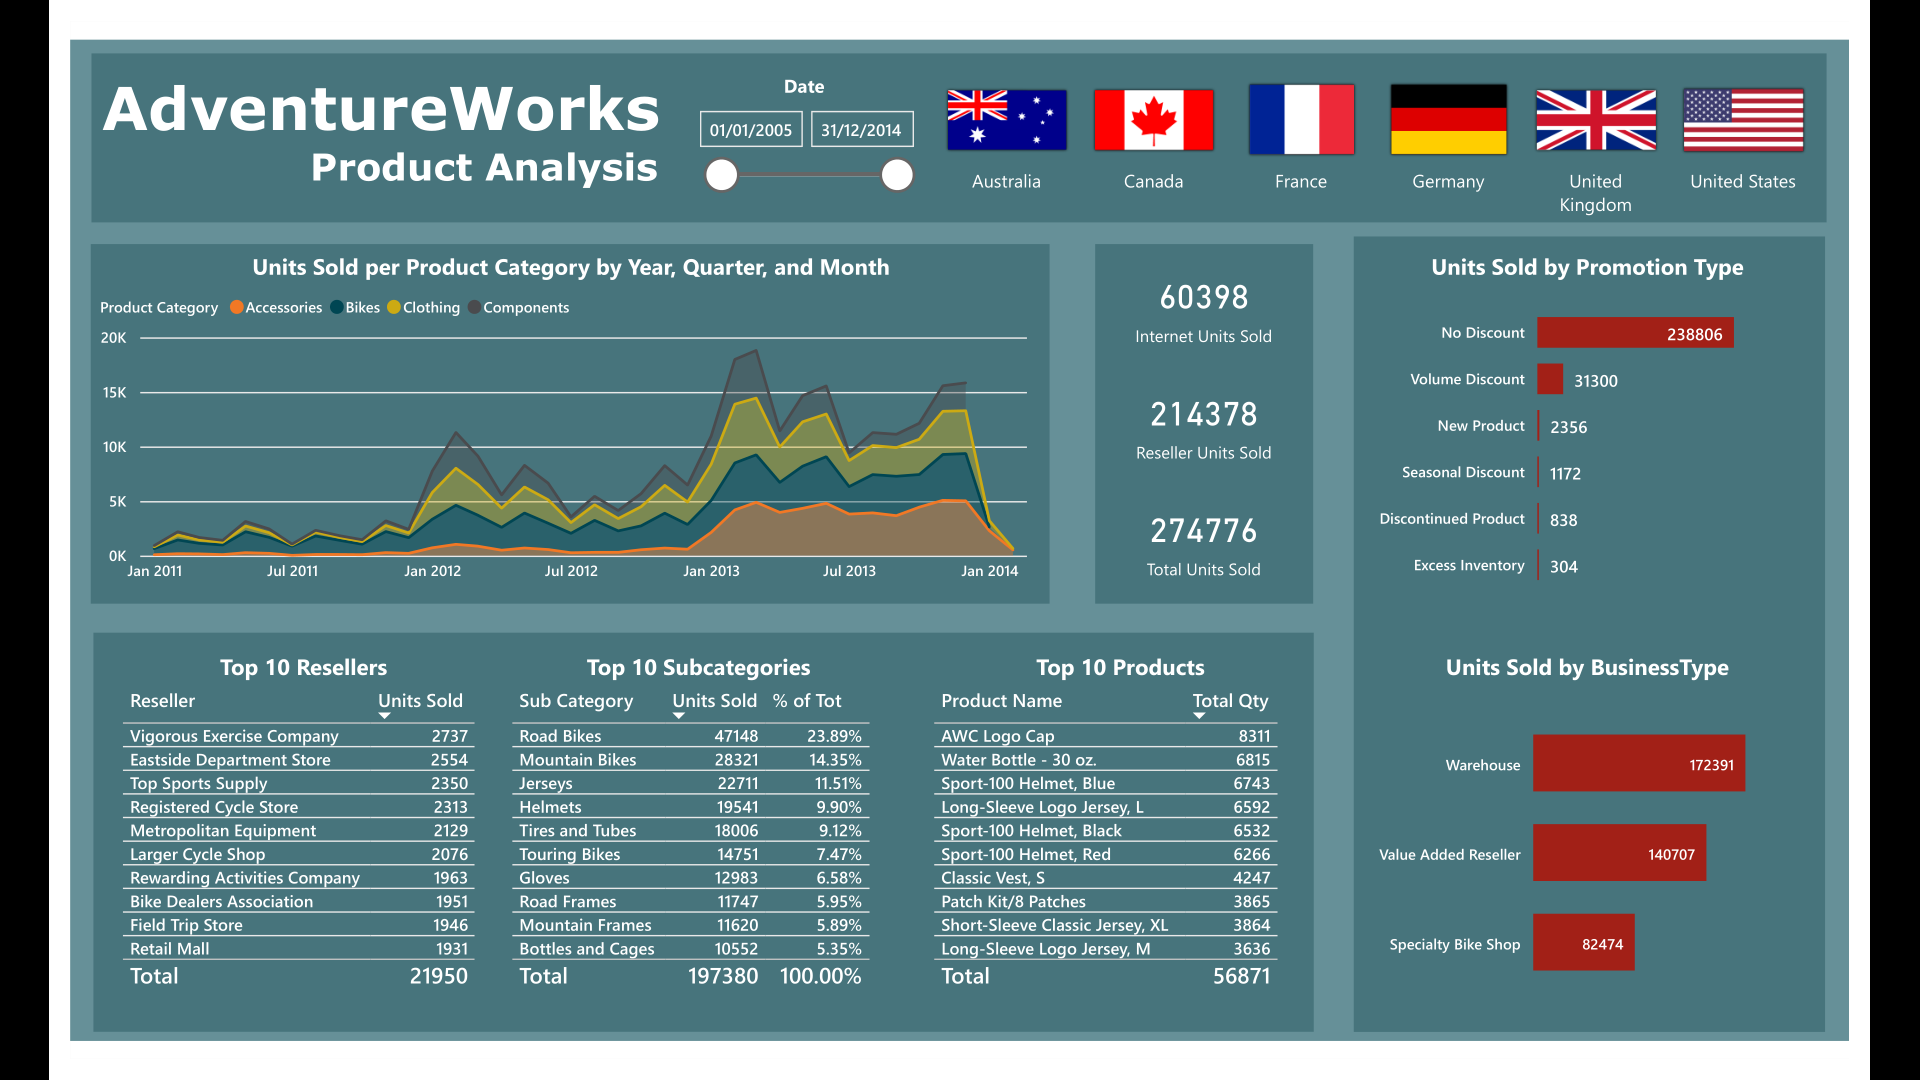 AdventureWorks
Product Analysis
Date
01/01/2005 31/12/2014
Australia
Canada
France
Germany
United
Kingdom
United States
Units Sold per Product Category by Year, Quarter, and Month
Product Category Accessories Bikes Clothing Components
20K
15K
10K
5K
0K
Jan 2011 Jul 2011 Jan 2012 Jul 2012 Jan 2013 Jul 2013 Jan 2014
60398
Internet Units Sold
214378
Reseller Units Sold
274776
Total Units Sold
Units Sold by Promotion Type
No Discount 238806
Volume Discount 31300
New Product 2356
Seasonal Discount 1172
Discontinued Product 838
Excess Inventory 304
Top 10 Resellers
Reseller Units Sold
Vigorous Exercise Company 2737
Eastside Department Store 2554
Top Sports Supply 2350
Registered Cycle Store 2313
Metropolitan Equipment 2129
Larger Cycle Shop 2076
Rewarding Activities Company 1963
Bike Dealers Association 1951
Field Trip Store 1946
Retail Mall 1931
Total 21950
Top 10 Subcategories
Sub Category Units Sold % of Tot
Road Bikes 47148 23.89%
Mountain Bikes 28321 14.35%
Jerseys 22711 11.51%
Helmets 19541 9.90%
Tires and Tubes 18006 9.12%
Touring Bikes 14751 7.47%
Gloves 12983 6.58%
Road Frames 11747 5.95%
Mountain Frames 11620 5.89%
Bottles and Cages 10552 5.35%
Total 197380 100.00%
Top 10 Products
Product Name Total Qty
AWC Logo Cap 8311
Water Bottle - 30 oz. 6815
Sport-100 Helmet, Blue 6743
Long-Sleeve Logo Jersey, L 6592
Sport-100 Helmet, Black 6532
Sport-100 Helmet, Red 6266
Classic Vest, S 4247
Patch Kit/8 Patches 3865
Short-Sleeve Classic Jersey, XL 3864
Long-Sleeve Logo Jersey, M 3636
Total 56871
Units Sold by BusinessType
Warehouse 172391
Value Added Reseller 140707
Specialty Bike Shop 82474